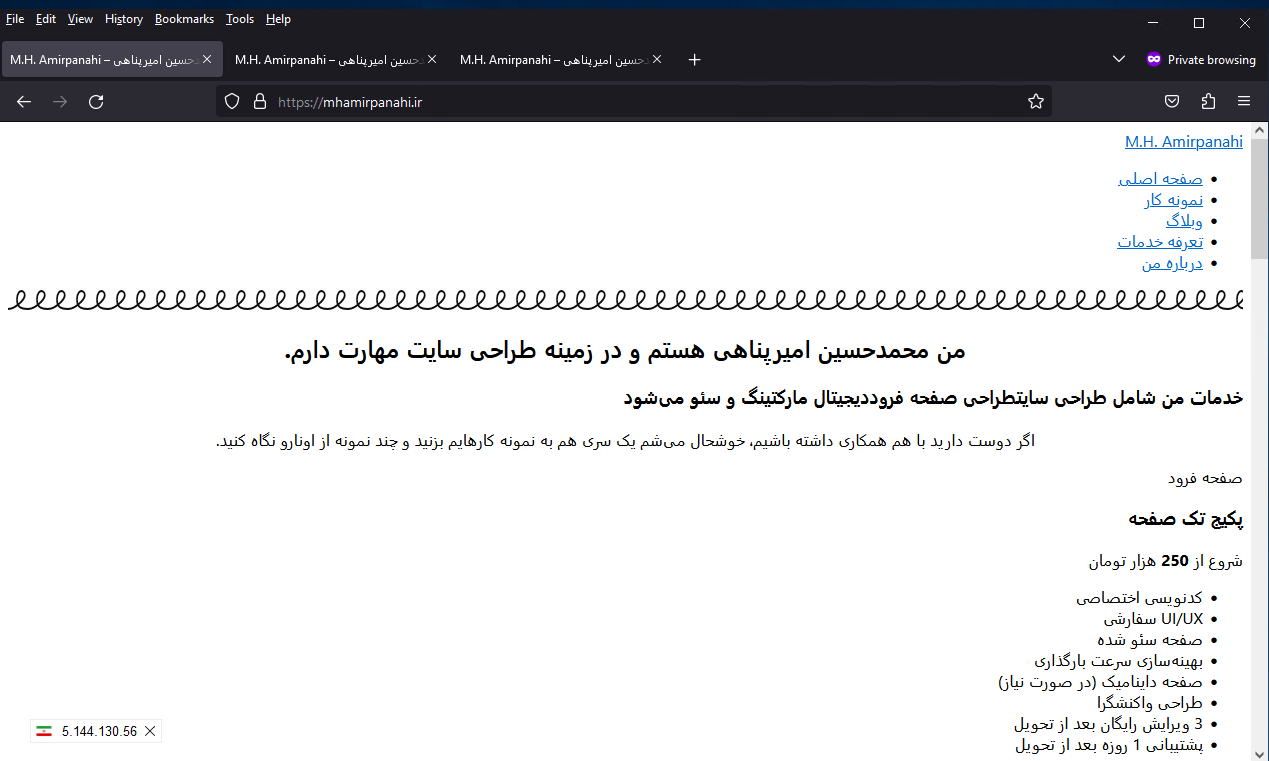 File Edit View History Bookmarks Tools Help
M.H. Amirpanahi – حسین امیرپناهی M.H. Amirpanahi – حسین امیرپناهی M.H. Amirpanahi – حسین امیرپناهی Private browsing
https://mhamirpanahi.ir
M.H. Amirpanahi
صفحه اصلی
نمونه کار
وبلاگ
تعرفه خدمات
درباره من
من محمدحسین امیرپناهی هستم و در زمینه طراحی سایت مهارت دارم.
خدمات من شامل طراحی سایتطراحی صفحه فروددیجیتال مارکتینگ و سئو می‌شود
اگر دوست دارید با هم همکاری داشته باشیم، خوشحال می‌شم یک سری هم به نمونه کارهایم بزنید و چند نمونه از اونارو نگاه کنید.
صفحه فرود
پکیج تک صفحه
شروع از 250 هزار تومان
کدنویسی اختصاصی
UI/UX سفارشی
صفحه سئو شده
بهینه‌سازی سرعت بارگذاری
صفحه داینامیک (در صورت نیاز)
طراحی واکنشگرا
3 ویرایش رایگان بعد از تحویل
پشتیبانی 1 روزه بعد از تحویل
5.144.130.56